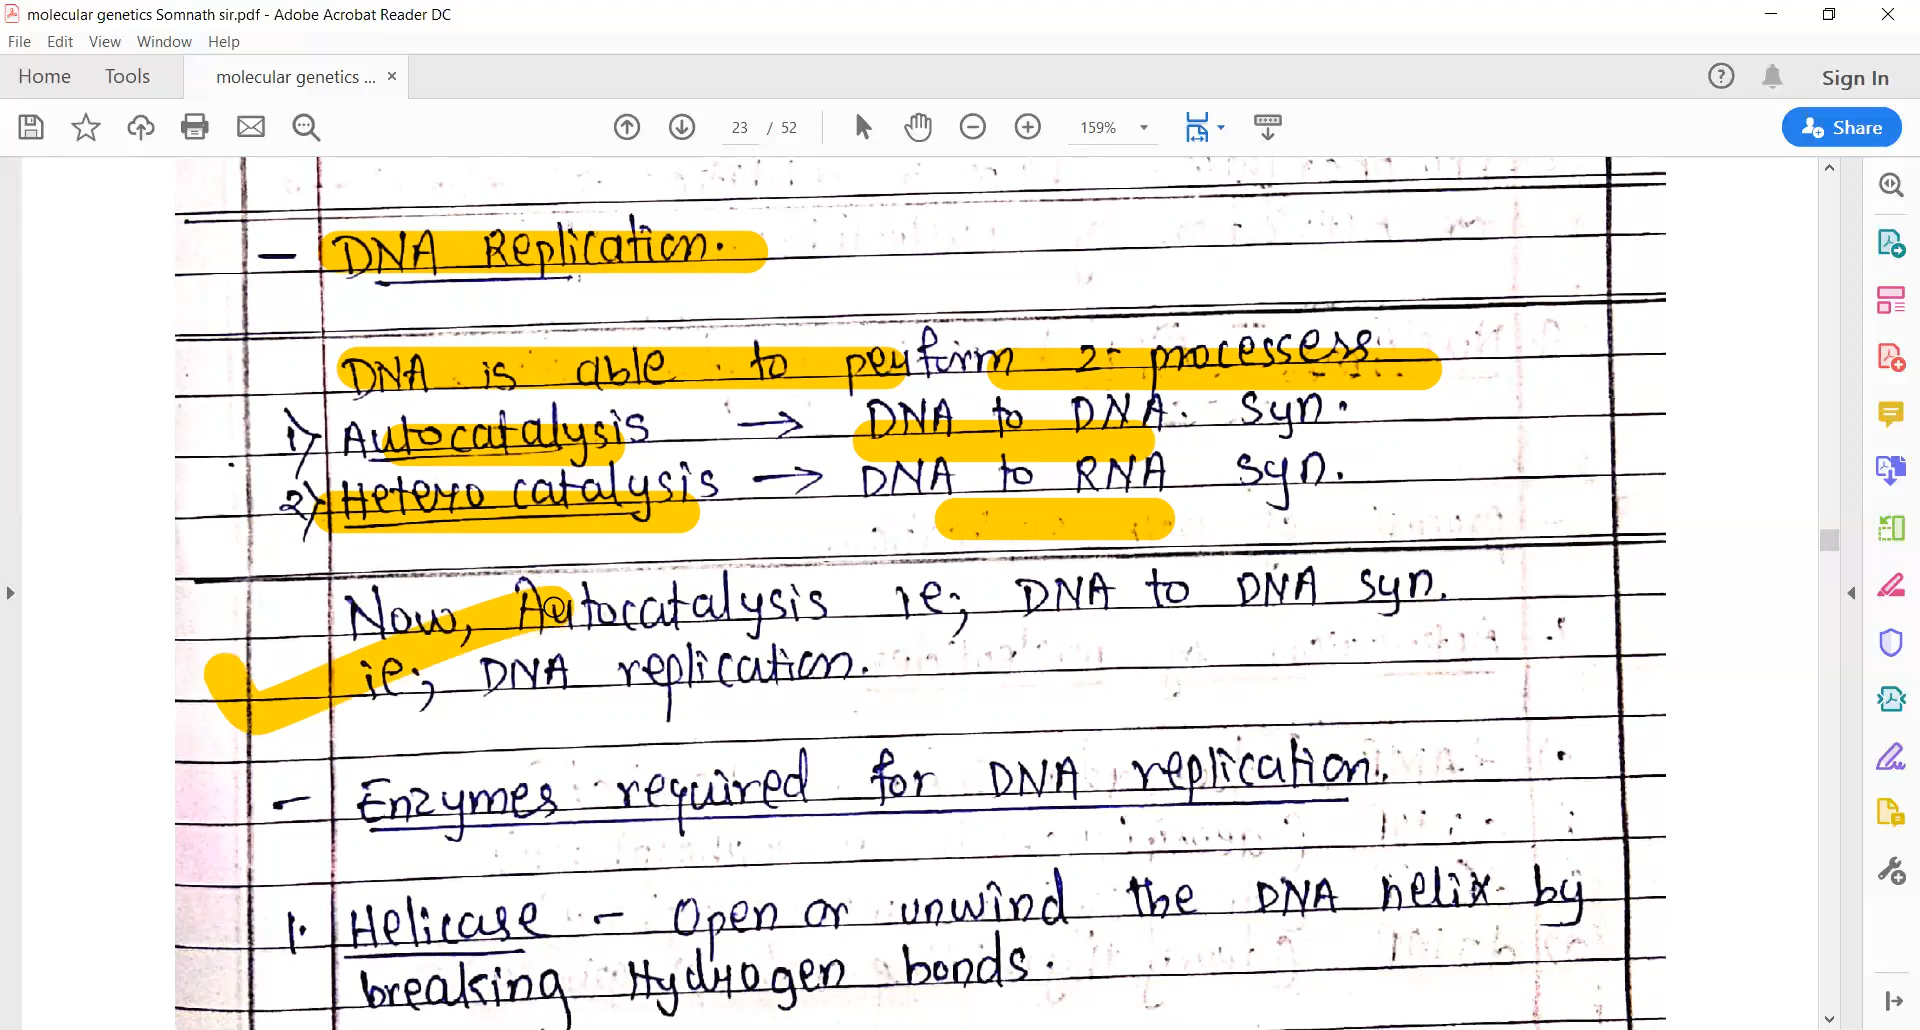 molecular genetics Somnath sir.pdf - Adobe Acrobat Reader DC
File Edit View Window Help
Home Tools molecular genetics ... × Sign In
23 / 52 159% Share
- DNA Replication.
DNA is able to perform 2 - processess.
1) Autocatalysis → DNA to DNA. syn.
2) Hetero catalysis → DNA to RNA syn.
Now, Autocatalysis ie; DNA to DNA syn.
ie; DNA replication.
- Enzymes required for DNA replication.
1. Helicase - Open or unwind the DNA helix by
breaking Hydrogen bonds.